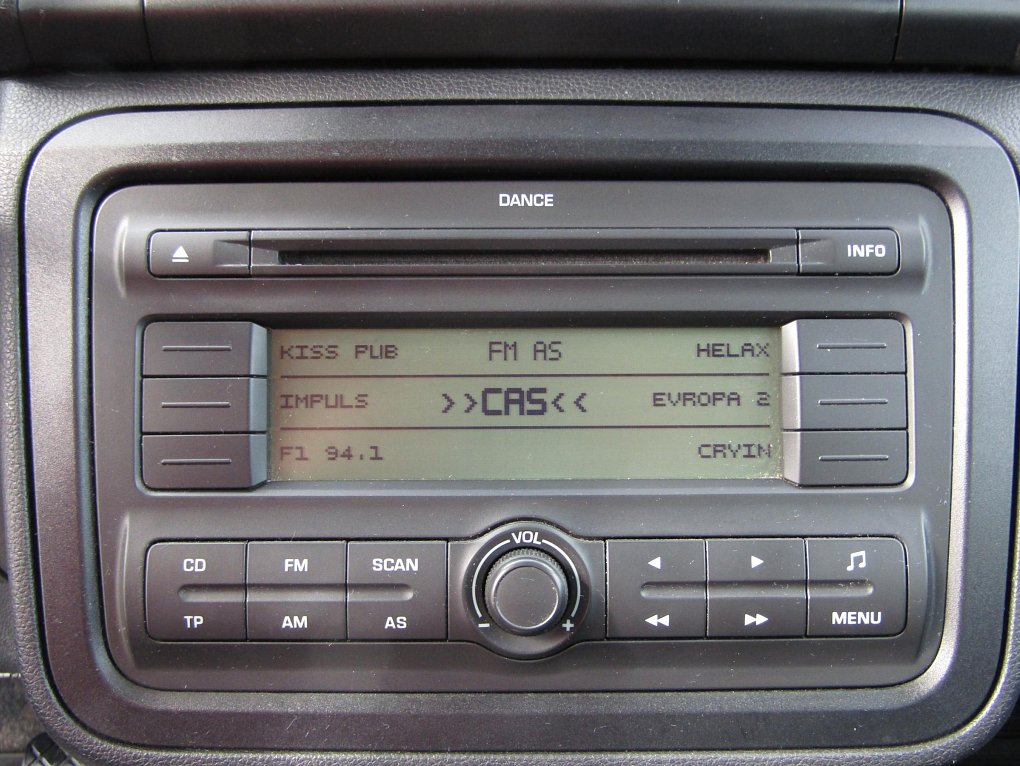 DANCE
INFO
KISS PUB FM AS HELAX
IMPULS >>CAS<< EVROPA 2
F1 94.1 CRYIN
VOL
CD FM SCAN
TP AM AS - + MENU